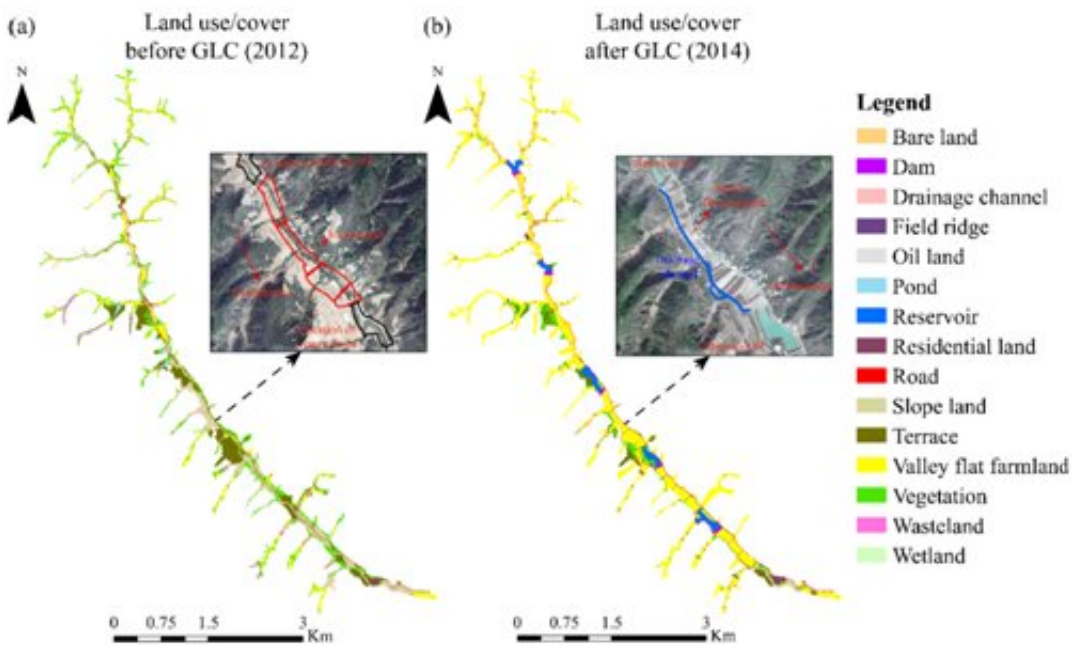 (a)
Land use/cover
before GLC (2012)
(b)
Land use/cover
after GLC (2014)
N
N
Legend
Bare land
Dam
Drainage channel
Field ridge
Oil land
Pond
Reservoir
Residential land
Road
Slope land
Terrace
Valley flat farmland
Vegetation
Wasteland
Wetland
0 0.75 1.5 3
Km
0 0.75 1.5 3
Km